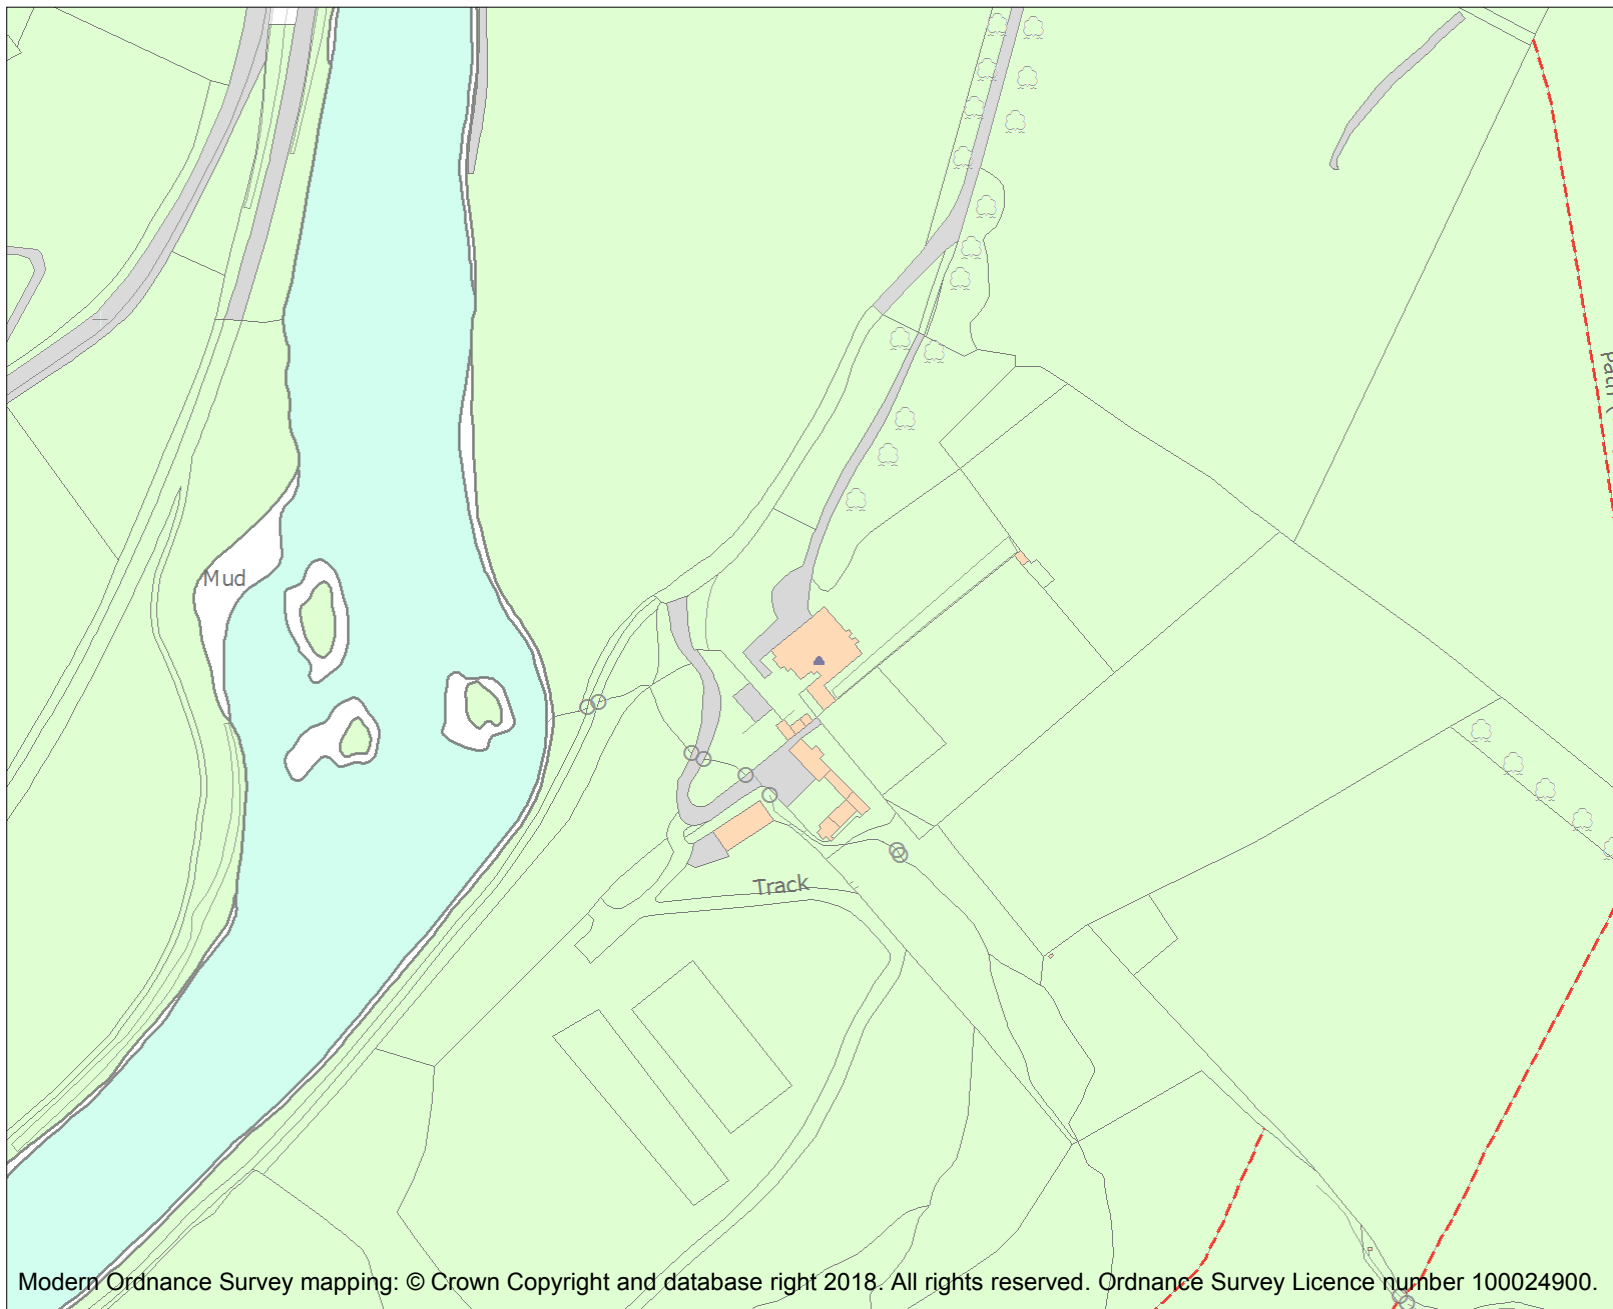 Path
Mud
Track
Modern Ordnance Survey mapping: © Crown Copyright and database right 2018. All rights reserved. Ordnance Survey Licence number 100024900.